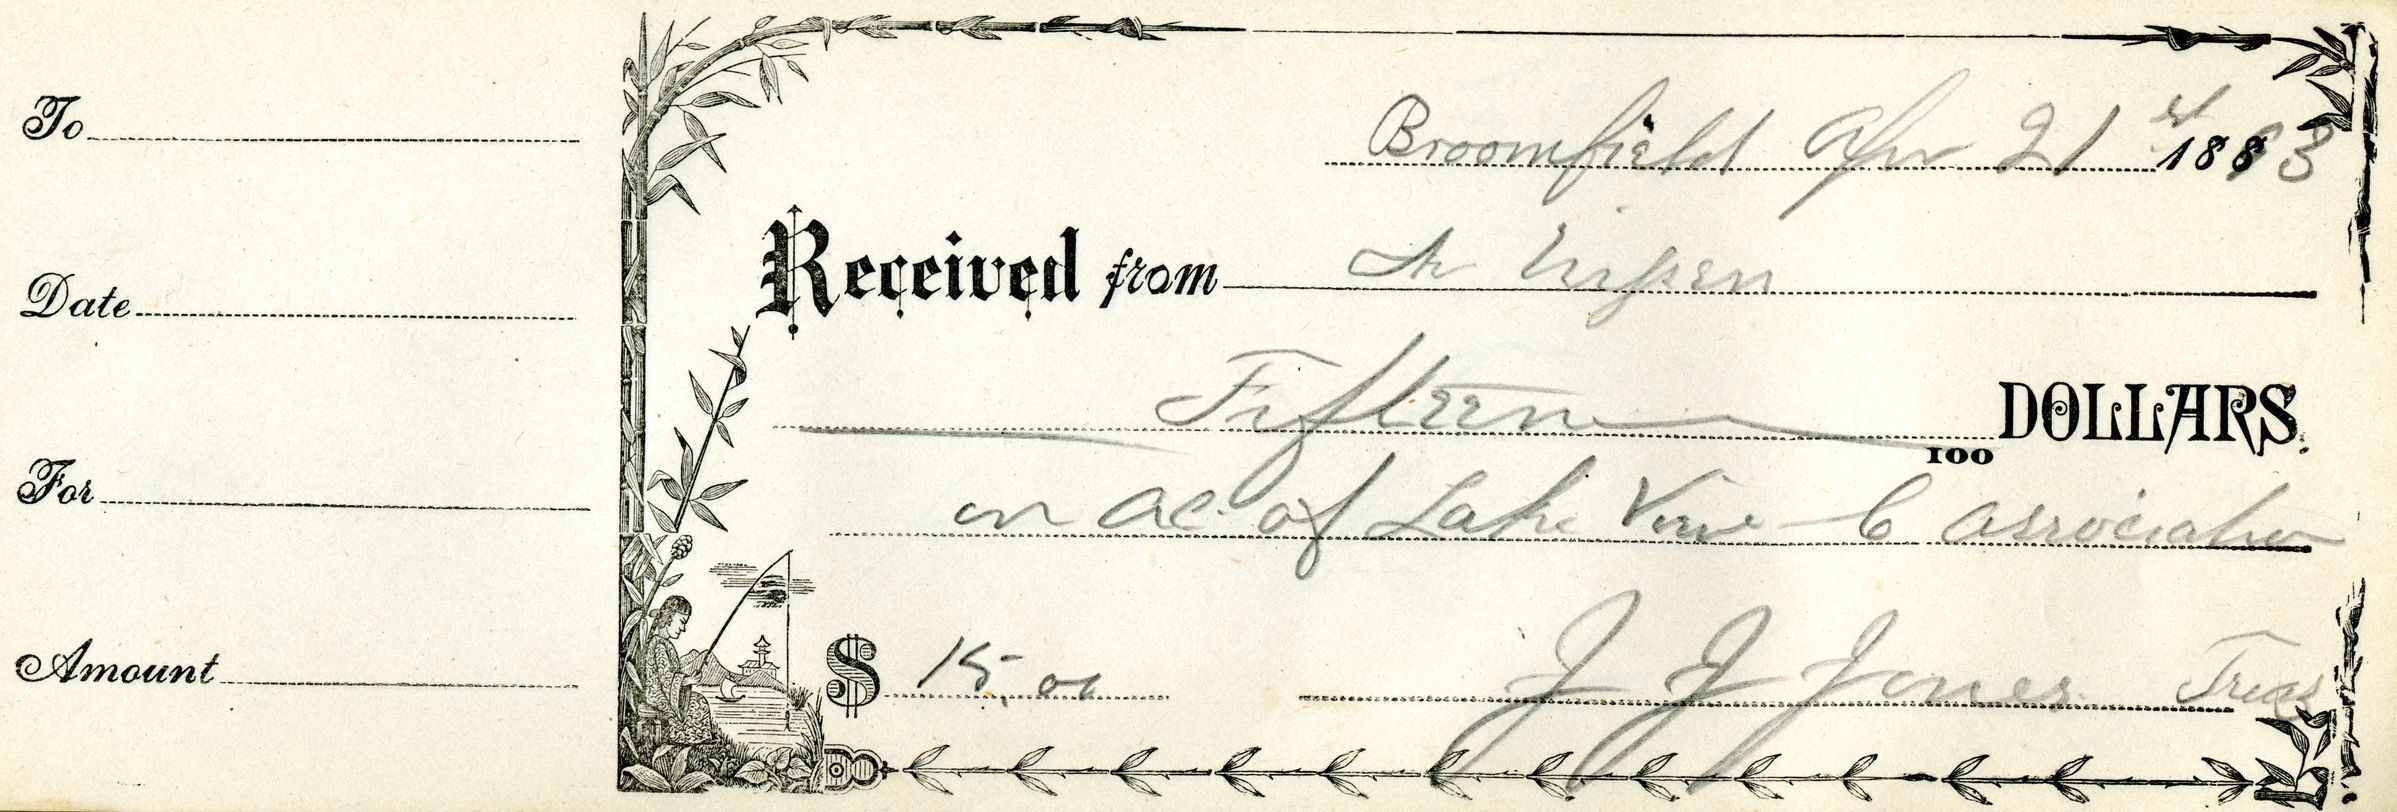 To
Date
For
Amount
Broomfield Apr 21st 1893
Received from
Fifteen 100 DOLLARS.
on ac. of Lake View C Association
$ 15.00
J J Jones Treas